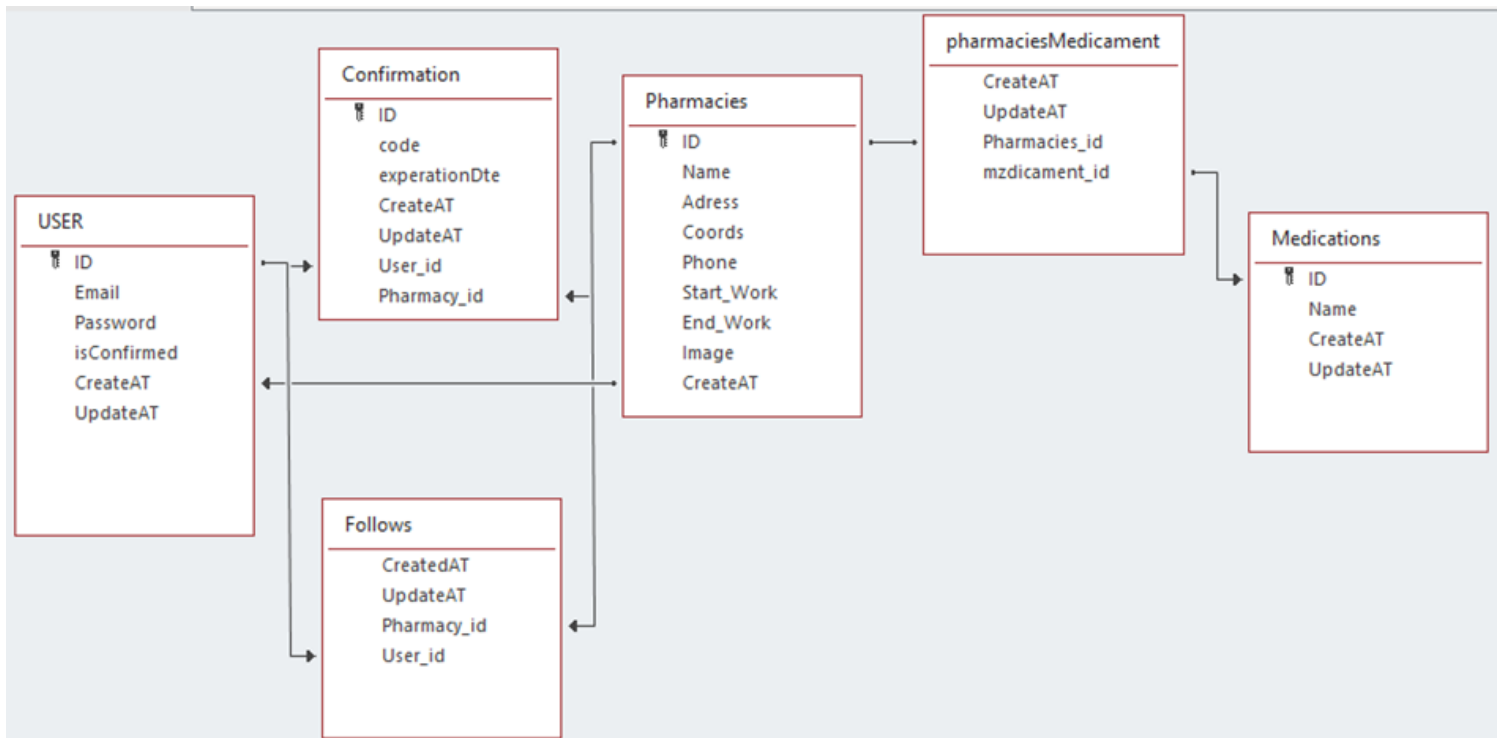 USER
ID
Email
Password
isConfirmed
CreateAT
UpdateAT
Confirmation
ID
code
experationDte
CreateAT
UpdateAT
User_id
Pharmacy_id
Follows
CreatedAT
UpdateAT
Pharmacy_id
User_id
Pharmacies
ID
Name
Adress
Coords
Phone
Start_Work
End_Work
Image
CreateAT
pharmaciesMedicament
CreateAT
UpdateAT
Pharmacies_id
mzdicament_id
Medications
ID
Name
CreateAT
UpdateAT